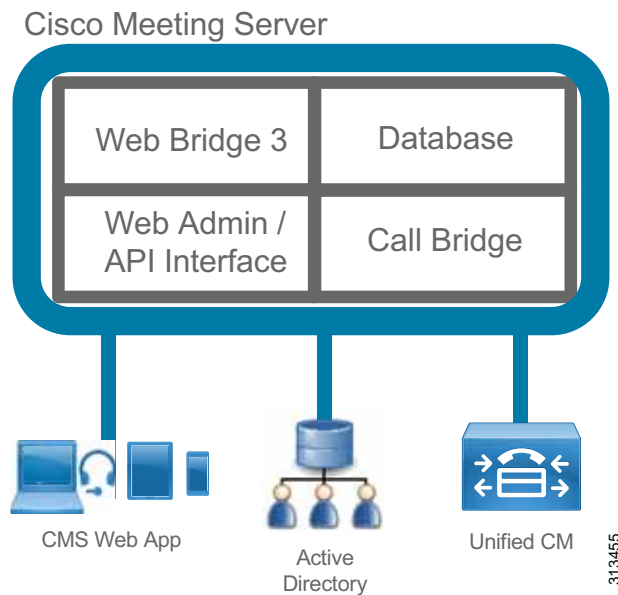 Cisco Meeting Server
Web Bridge 3
Database
Web Admin /
API Interface
Call Bridge
CMS Web App
Active
Directory
Unified CM
313455